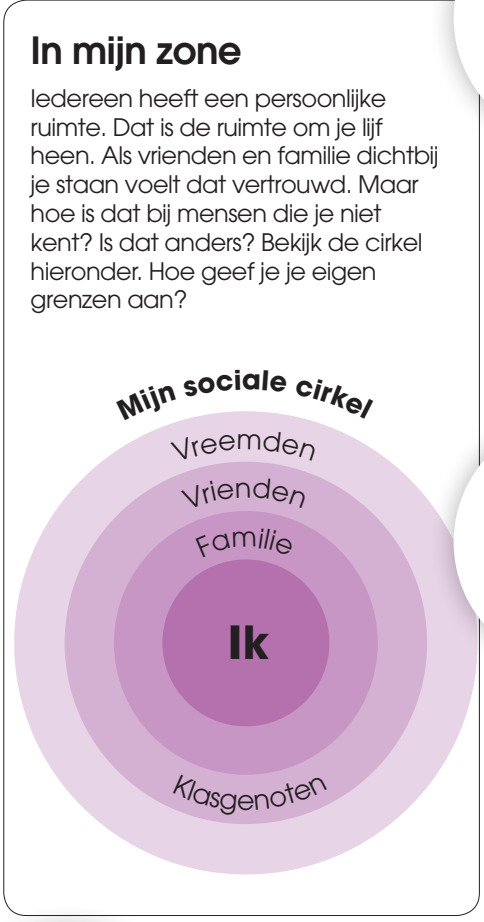 In mijn zone
Iedereen heeft een persoonlijke
ruimte. Dat is de ruimte om je lijf
heen. Als vrienden en familie dichtbij
je staan voelt dat vertrouwd. Maar
hoe is dat bij mensen die je niet
kent? Is dat anders? Bekijk de cirkel
hieronder. Hoe geef je je eigen
grenzen aan?
Mijn sociale cirkel
Vreemden
Vrienden
Familie
Ik
Klasgenoten